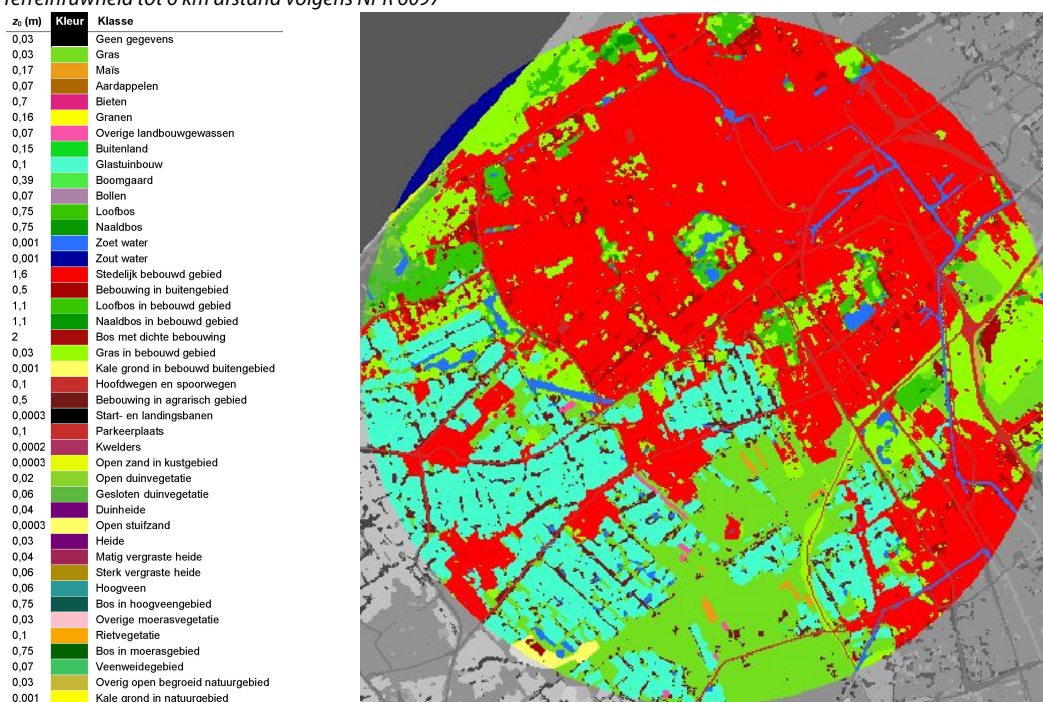 Terreinruwheid tot 6 km afstand volgens NPR 6097
z₀ (m) Kleur Klasse
0,03 Geen gegevens
0,03 Gras
0,17 Maïs
0,07 Aardappelen
0,7 Bieten
0,16 Granen
0,07 Overige landbouwgewassen
0,15 Buitenland
0,1 Glastuinbouw
0,39 Boomgaard
0,07 Bollen
0,75 Loofbos
0,75 Naaldbos
0,001 Zoet water
0,001 Zout water
1,6 Stedelijk bebouwd gebied
0,5 Bebouwing in buitengebied
1,1 Loofbos in bebouwd gebied
1,1 Naaldbos in bebouwd gebied
2 Bos met dichte bebouwing
0,03 Gras in bebouwd gebied
0,001 Kale grond in bebouwd buitengebied
0,1 Hoofdwegen en spoorwegen
0,5 Bebouwing in agrarisch gebied
0,0003 Start- en landingsbanen
0,1 Parkeerplaats
0,0002 Kwelders
0,0003 Open zand in kustgebied
0,02 Open duinvegetatie
0,06 Gesloten duinvegetatie
0,04 Duinheide
0,0003 Open stuifzand
0,03 Heide
0,04 Matig vergraste heide
0,06 Sterk vergraste heide
0,06 Hoogveen
0,75 Bos in hoogveengebied
0,03 Overige moerasvegetatie
0,1 Rietvegetatie
0,75 Bos in moerasgebied
0,07 Veenweidegebied
0,03 Overig open begroeid natuurgebied
0,001 Kale grond in natuurgebied